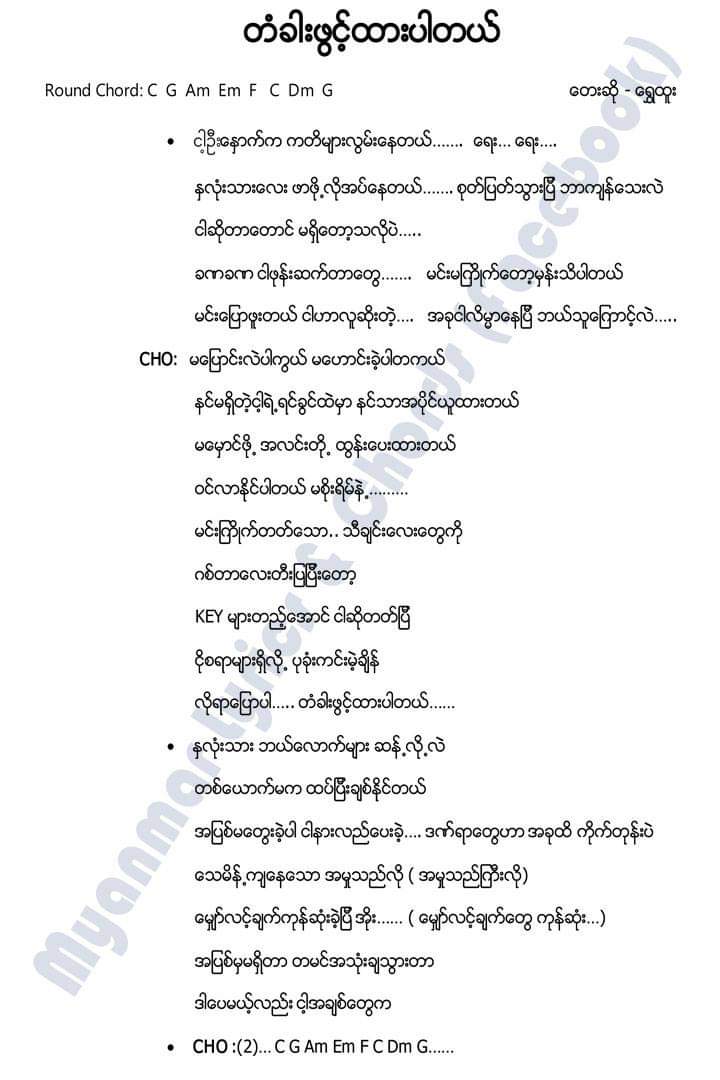 တံခါးဖွင့်ထားပါတယ်
Round Chord: C G Am Em F C Dm G တေးဆို - ရွှေထူး
• ငါ့ဦးနှောက်က ကတိများလွမ်းနေတယ်....... ရေး... ရေး....
နှလုံးသားလေး ဖာဖို့လိုအပ်နေတယ်....... စုတ်ပြတ်သွားပြီ ဘာကျန်သေးလဲ
ငါဆိုတာတောင် မရှိတော့သလိုပဲ.....
ခဏခဏ ငါဖုန်းဆက်တာတွေ....... မင်းမကြိုက်တော့မှန်းသိပါတယ်
မင်းပြောဖူးတယ် ငါဟာလူဆိုးတဲ့.... အခုငါလိမ္မာနေပြီ ဘယ်သူကြောင့်လဲ.....
CHO: မပြောင်းလဲပါကွယ် မဟောင်းခဲ့ပါတကယ်
နင်မရှိတဲ့ငါ့ရဲ့ရင်ခွင်ထဲမှာ နင်သာအပိုင်ယူထားတယ်
မမှောင်ဖို့ အလင်းတို့ ထွန်းပေးထားတယ်
ဝင်လာနိုင်ပါတယ် မစိုးရိမ်နဲ့.........
မင်းကြိုက်တတ်သော.. သီချင်းလေးတွေကို
ဂစ်တာလေးတီးပြပြီးတော့
KEY များတည့်အောင် ငါဆိုတတ်ပြီ
ငိုစရာများရှိလို့ ပုခုံးကင်းမဲ့ချိန်
လိုရာပြောပါ..... တံခါးဖွင့်ထားပါတယ်......
• နှလုံးသား ဘယ်လောက်များ ဆန့်လို့လဲ
တစ်ယောက်မက ထပ်ပြီးချစ်နိုင်တယ်
အပြစ်မတွေးခဲ့ပါ ငါနားလည်ပေးခဲ့.... ဒဏ်ရာတွေဟာ အခုထိ ကိုက်တုန်းပဲ
သေမိန့်ကျနေသော အမှုသည်လို ( အမှုသည်ကြီးလို)
မျှော်လင့်ချက်ကုန်ဆုံးခဲ့ပြီ အိုး...... ( မျှော်လင့်ချက်တွေ ကုန်ဆုံး...)
အပြစ်မှမရှိတာ တမင်အသုံးချသွားတာ
ဒါပေမယ့်လည်း ငါ့အချစ်တွေက
• CHO :(2)... C G Am Em F C Dm G......
Myanmar Lyrics & Chords (facebook)